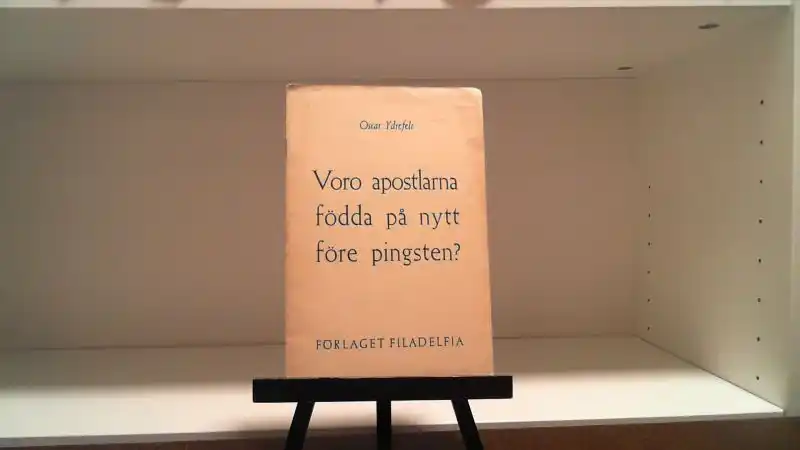 Oscar Ydrefelt
Voro apostlarna
födda på nytt
före pingsten?
FÖRLAGET FILADELFIA